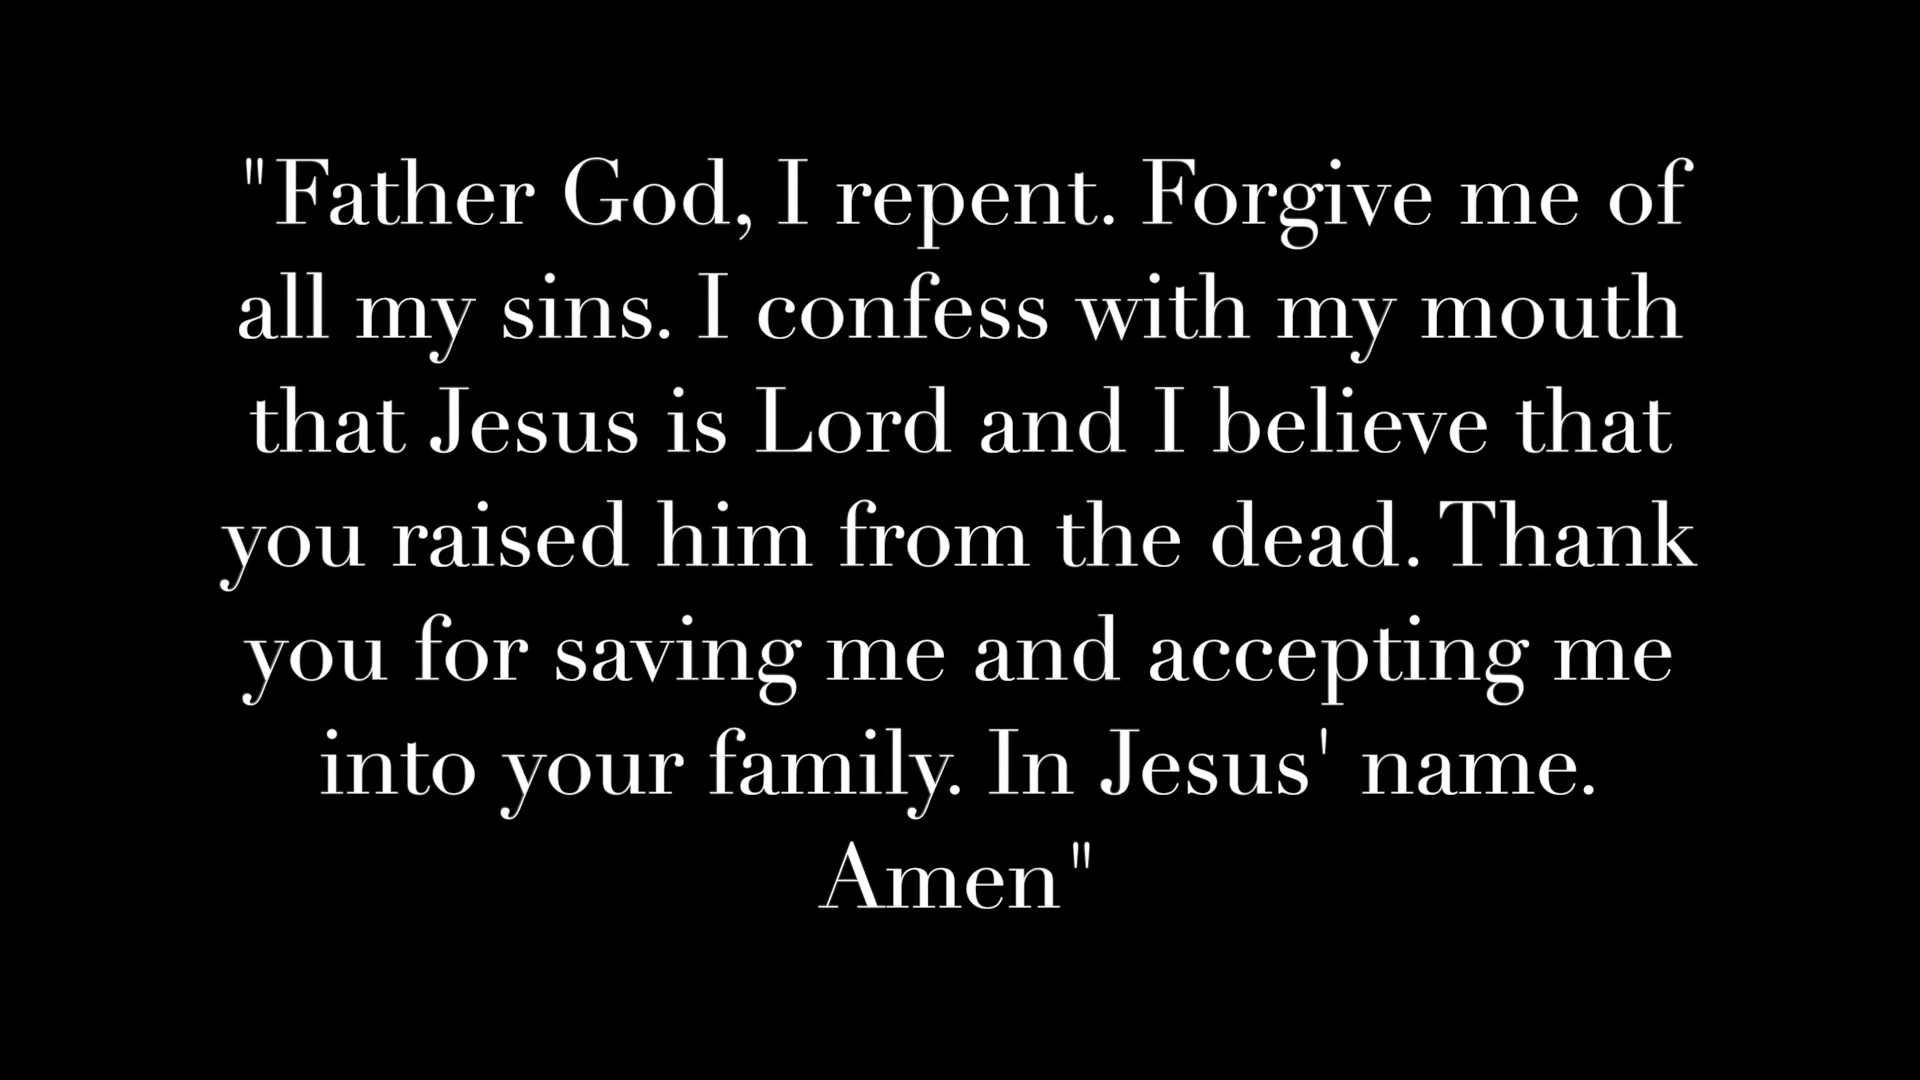 "Father God, I repent. Forgive me of
all my sins. I confess with my mouth
that Jesus is Lord and I believe that
you raised him from the dead. Thank
you for saving me and accepting me
into your family. In Jesus' name.
Amen"